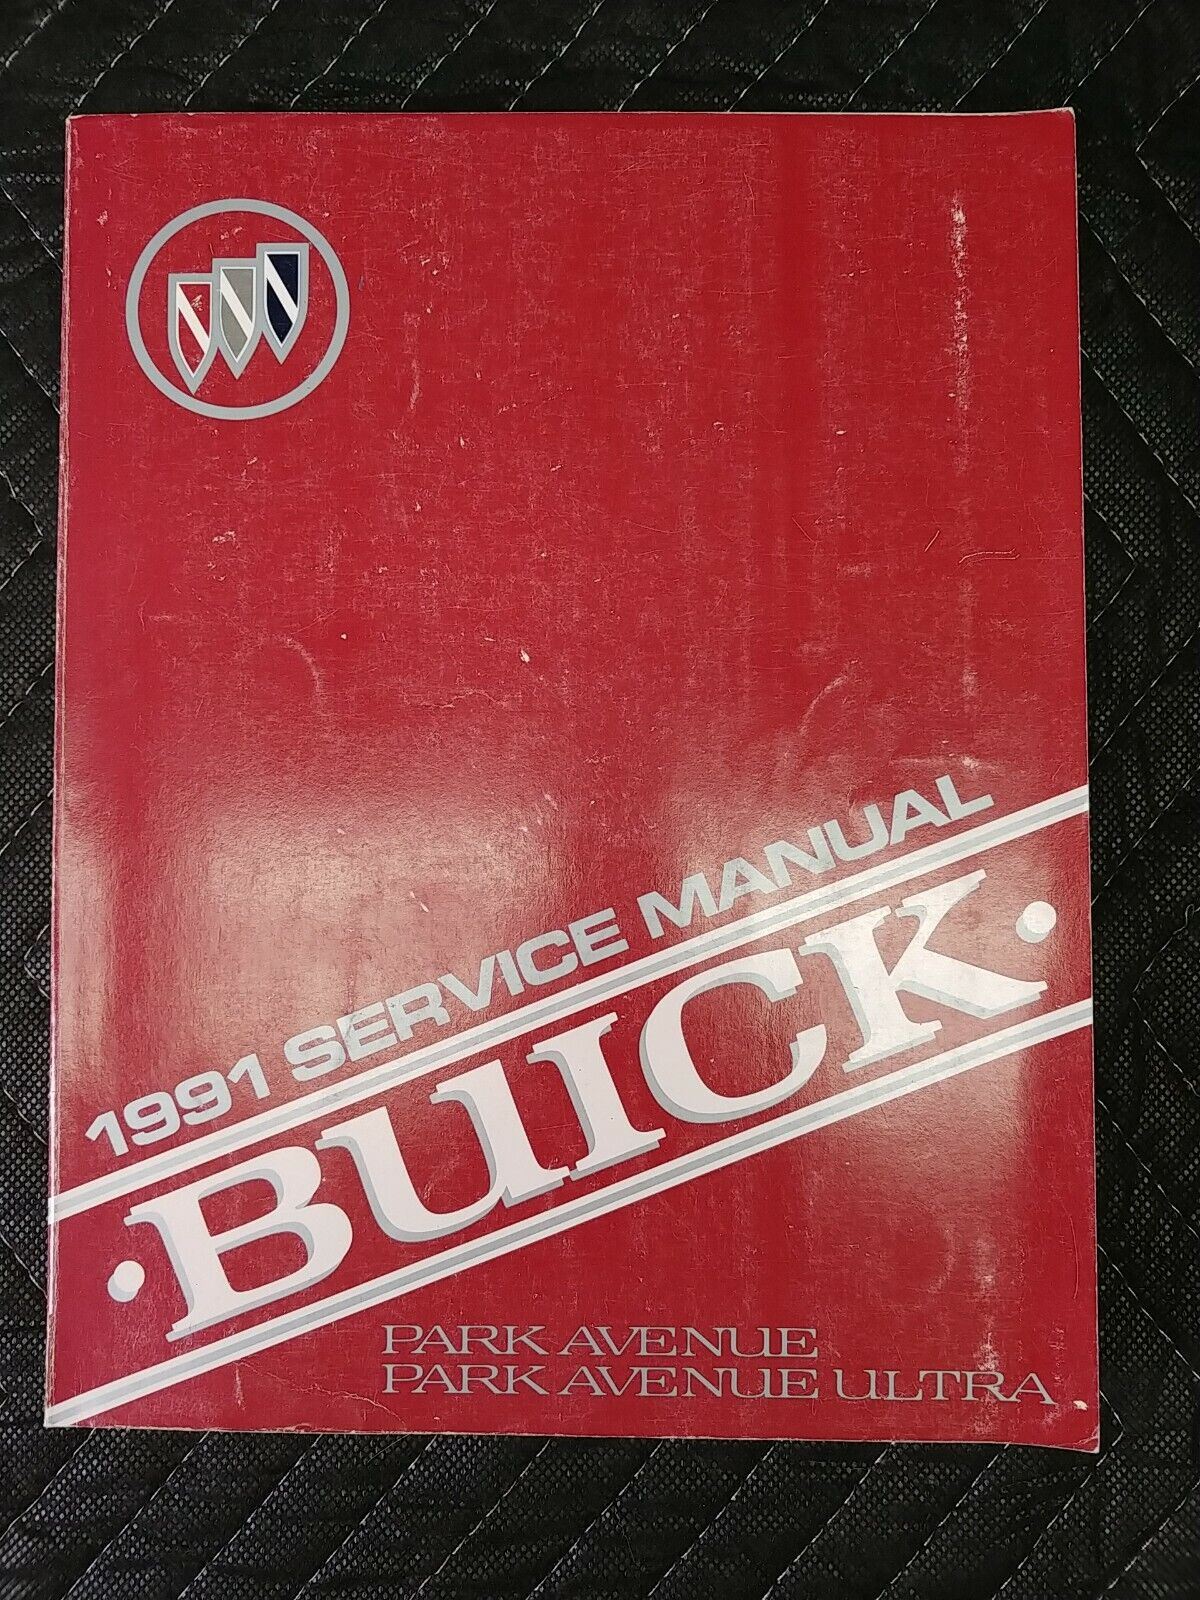 1991 SERVICE MANUAL
·BUICK·
PARK AVENUE
PARK AVENUE ULTRA